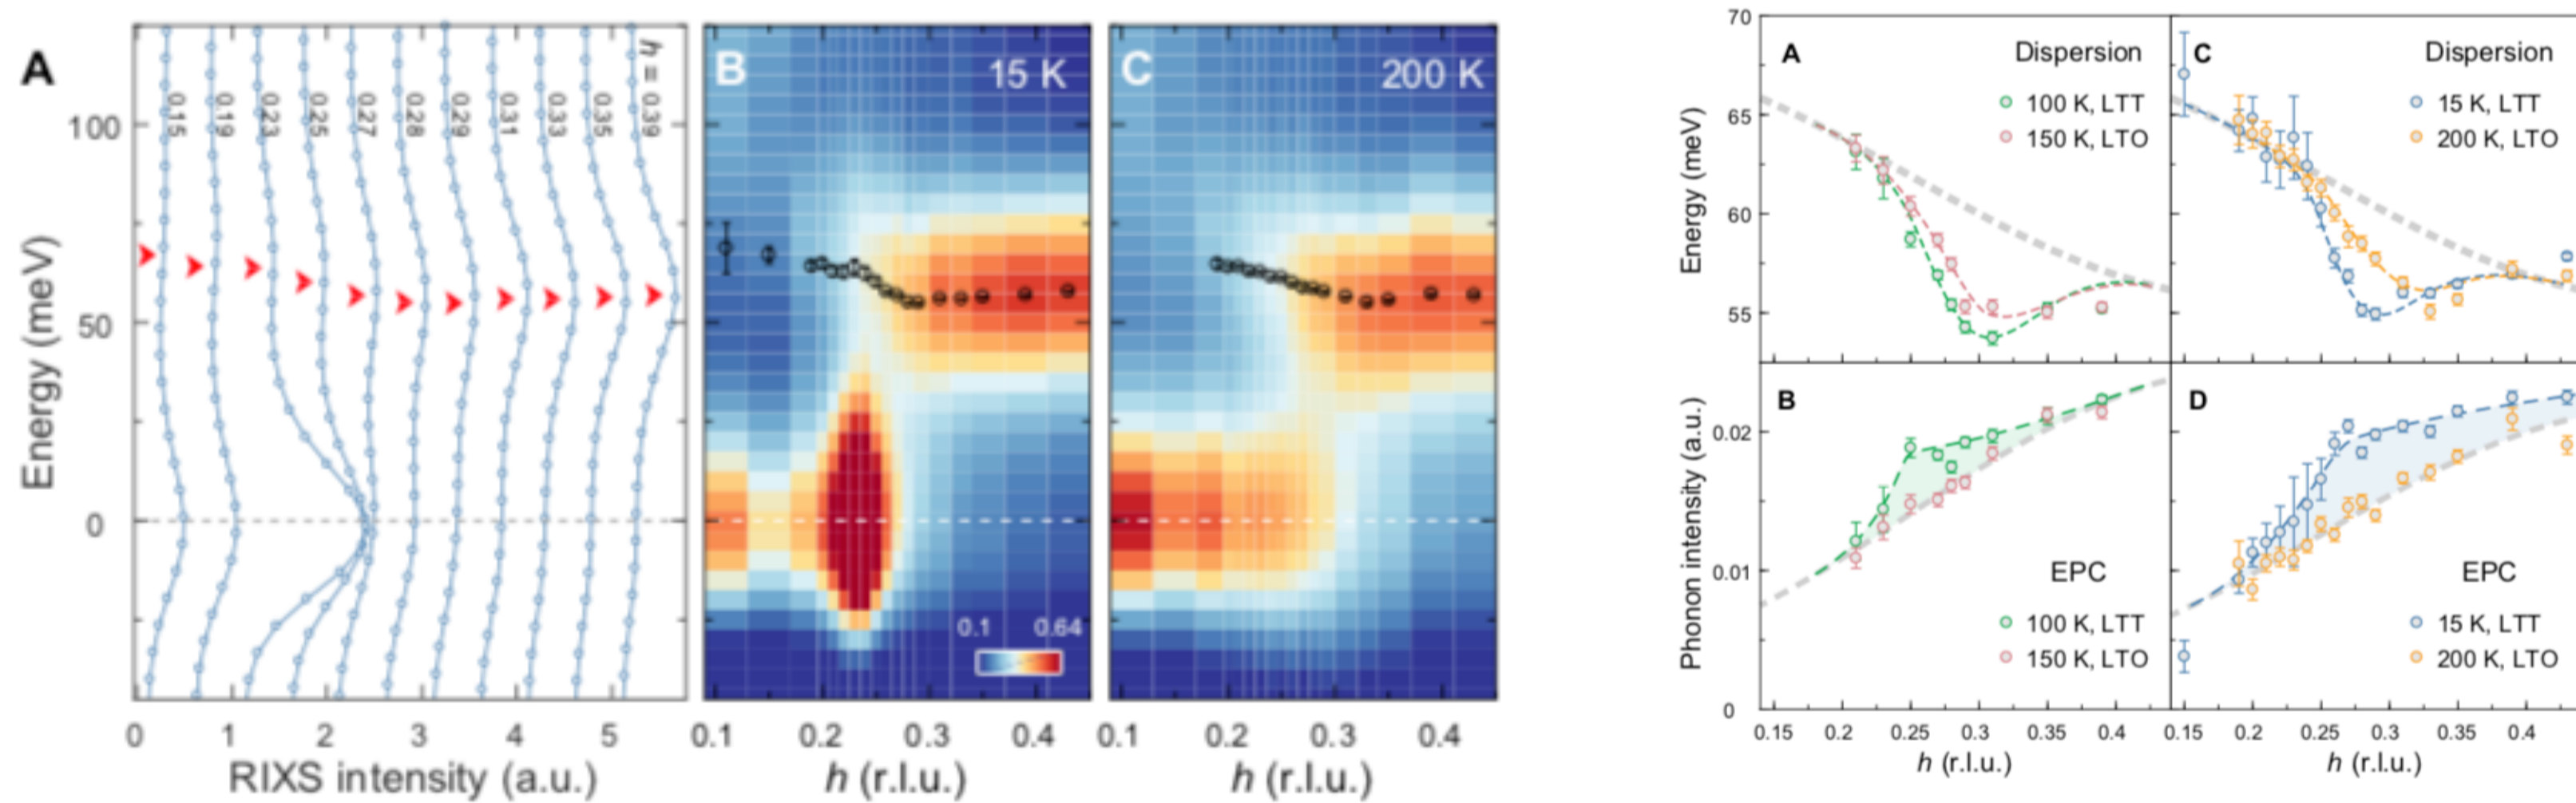 A
Energy (meV)
100
50
0
h = 0.39
0.15
0.19
0.23
0.25
0.27
0.28
0.29
0.31
0.33
0.35
0 1 2 3 4 5
RIXS intensity (a.u.)
B
15 K
0.1 0.64
0.1 0.2 0.3 0.4
h (r.l.u.)
C
200 K
0.1 0.2 0.3 0.4
h (r.l.u.)
Energy (meV)
70
65
60
55
A
Dispersion
100 K, LTT
150 K, LTO
C
Dispersion
15 K, LTT
200 K, LTO
Phonon intensity (a.u.)
0.02
0.01
0
B
EPC
100 K, LTT
150 K, LTO
0.15 0.2 0.25 0.3 0.35 0.4
h (r.l.u.)
D
EPC
15 K, LTT
200 K, LTO
0.15 0.2 0.25 0.3 0.35 0.4
h (r.l.u.)